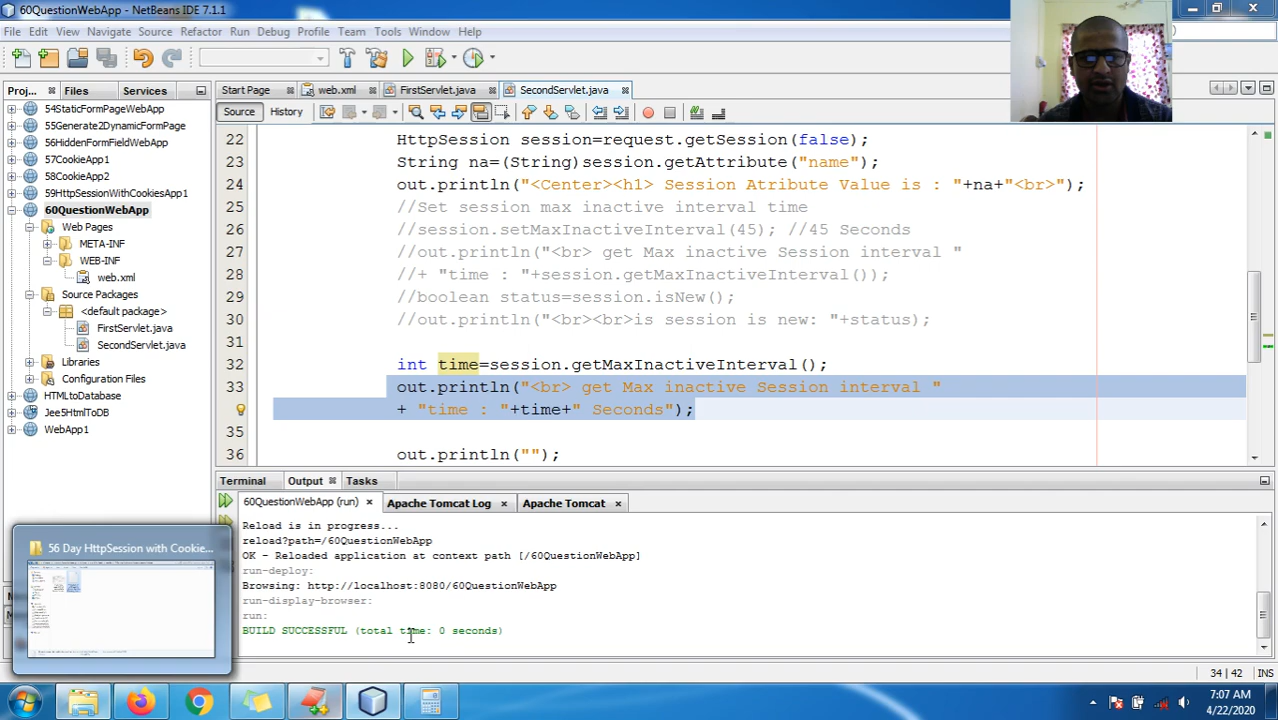 60QuestionWebApp - NetBeans IDE 7.1.1
File Edit View Navigate Source Refactor Run Debug Profile Team Tools Window Help
Proj... Files Services
Start Page web.xml FirstServlet.java SecondServlet.java
Source History
54StaticFormPageWebApp
55Generate2DynamicFormPage
56HiddenFormFieldWebApp
57CookieApp1
58CookieApp2
59HttpSessionWithCookiesApp1
60QuestionWebApp
Web Pages
META-INF
WEB-INF
web.xml
Source Packages
<default package>
FirstServlet.java
SecondServlet.java
Libraries
Configuration Files
HTMLtoDatabase
Jee5HtmlToDB
WebApp1
22 HttpSession session=request.getSession(false);
23 String na=(String)session.getAttribute("name");
24 out.println("<Center><h1> Session Atribute Value is : "+na+"<br>");
25 //Set session max inactive interval time
26 //session.setMaxInactiveInterval(45); //45 Seconds
27 //out.println("<br> get Max inactive Session interval "
28 //+ "time : "+session.getMaxInactiveInterval());
29 //boolean status=session.isNew();
30 //out.println("<br><br>is session is new: "+status);
31
32 int time=session.getMaxInactiveInterval();
33 out.println("<br> get Max inactive Session interval "
+ "time : "+time+" Seconds");
35
36 out.println("");
Terminal Output Tasks
60QuestionWebApp (run) Apache Tomcat Log Apache Tomcat
Reload is in progress...
reload?path=/60QuestionWebApp
OK - Reloaded application at context path [/60QuestionWebApp]
run-deploy:
Browsing: http://localhost:8080/60QuestionWebApp
run-display-browser:
run:
BUILD SUCCESSFUL (total time: 0 seconds)
56 Day HttpSession with Cookie...
34 | 42 INS
7:07 AM
4/22/2020